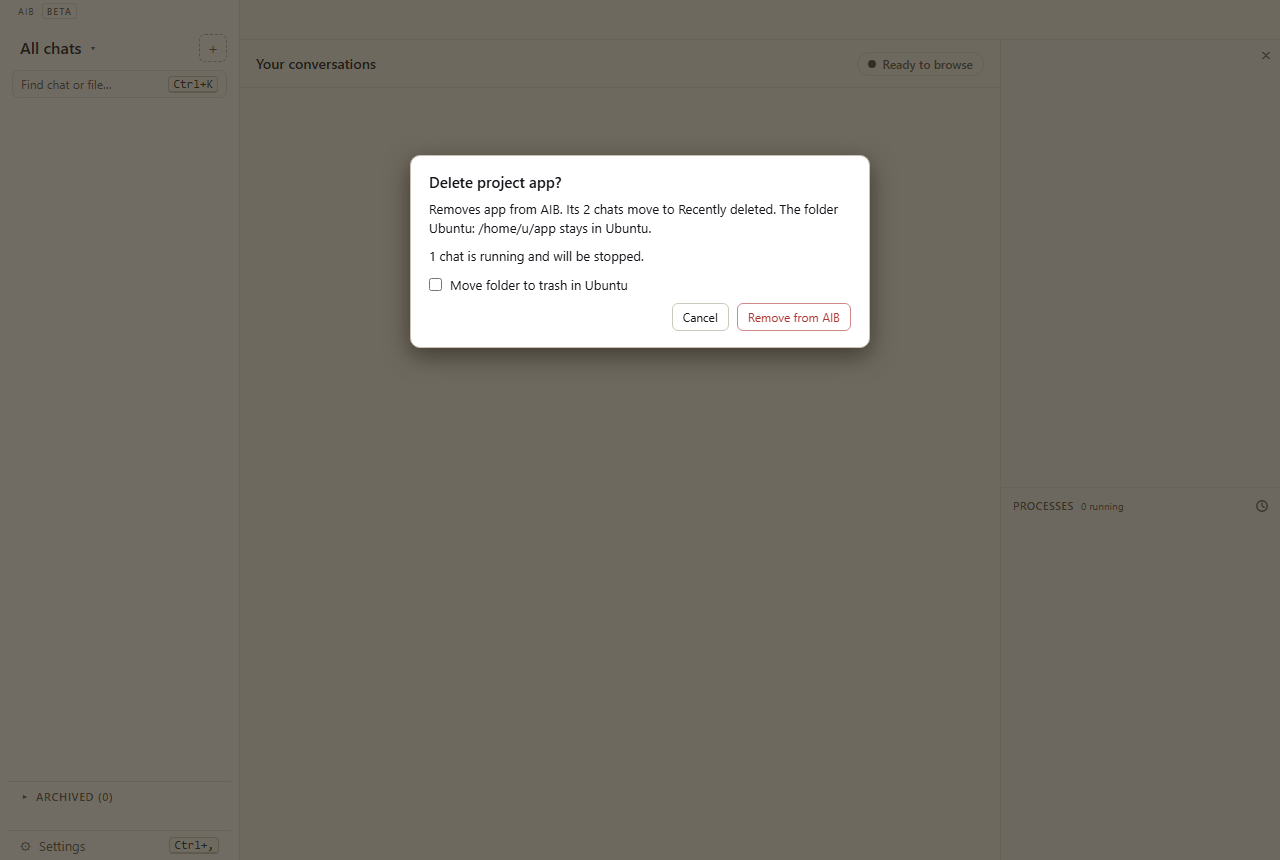 AIB BETA
All chats
+
Find chat or file... Ctrl+K
Your conversations
Ready to browse
×
Delete project app?
Removes app from AIB. Its 2 chats move to Recently deleted. The folder
Ubuntu: /home/u/app stays in Ubuntu.
1 chat is running and will be stopped.
Move folder to trash in Ubuntu
Cancel
Remove from AIB
PROCESSES 0 running
ARCHIVED (0)
Settings Ctrl+,